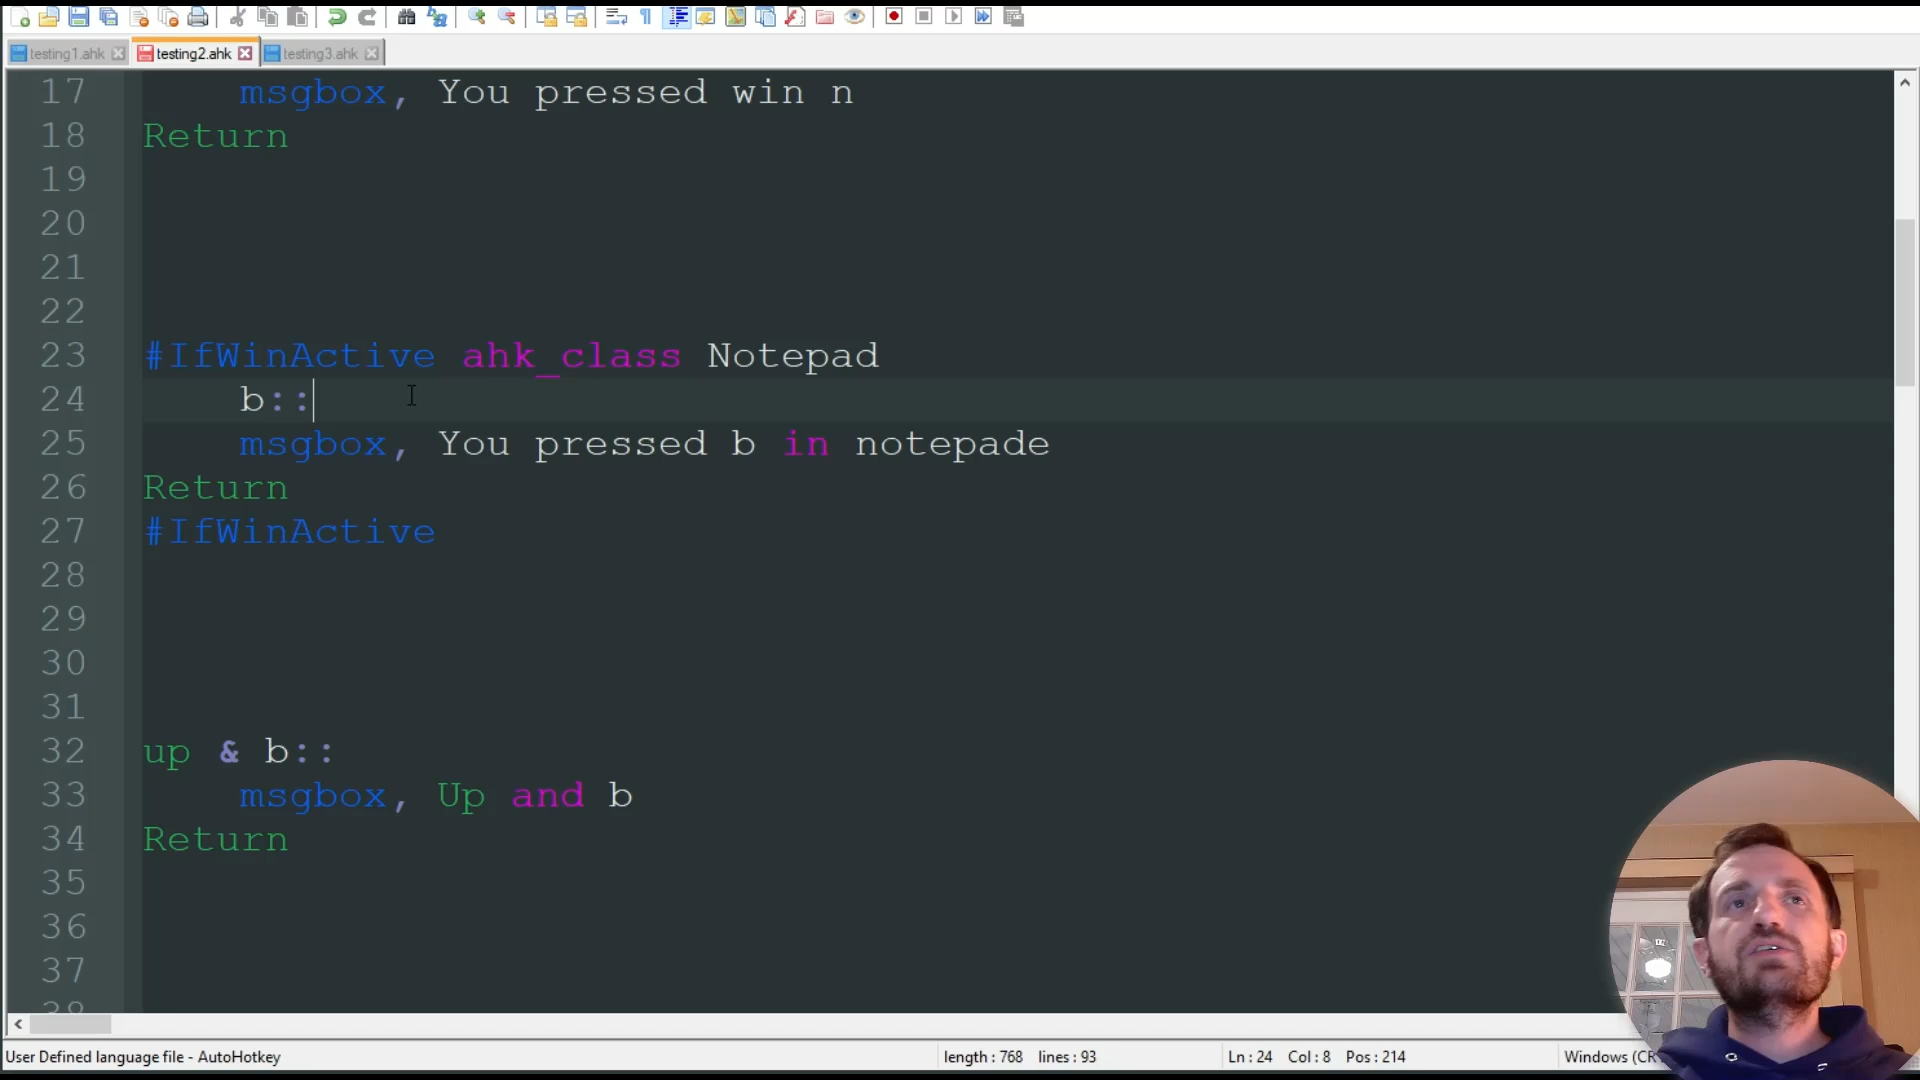 testing1.ahk testing2.ahk testing3.ahk
17 msgbox, You pressed win n
18 Return
19
20
21
22
23 #IfWinActive ahk_class Notepad
24 b::
25 msgbox, You pressed b in notepade
26 Return
27 #IfWinActive
28
29
30
31
32 up & b::
33 msgbox, Up and b
34 Return
35
36
37
38
User Defined language file - AutoHotkey length : 768 lines : 93 Ln : 24 Col : 8 Pos : 214 Windows (CR